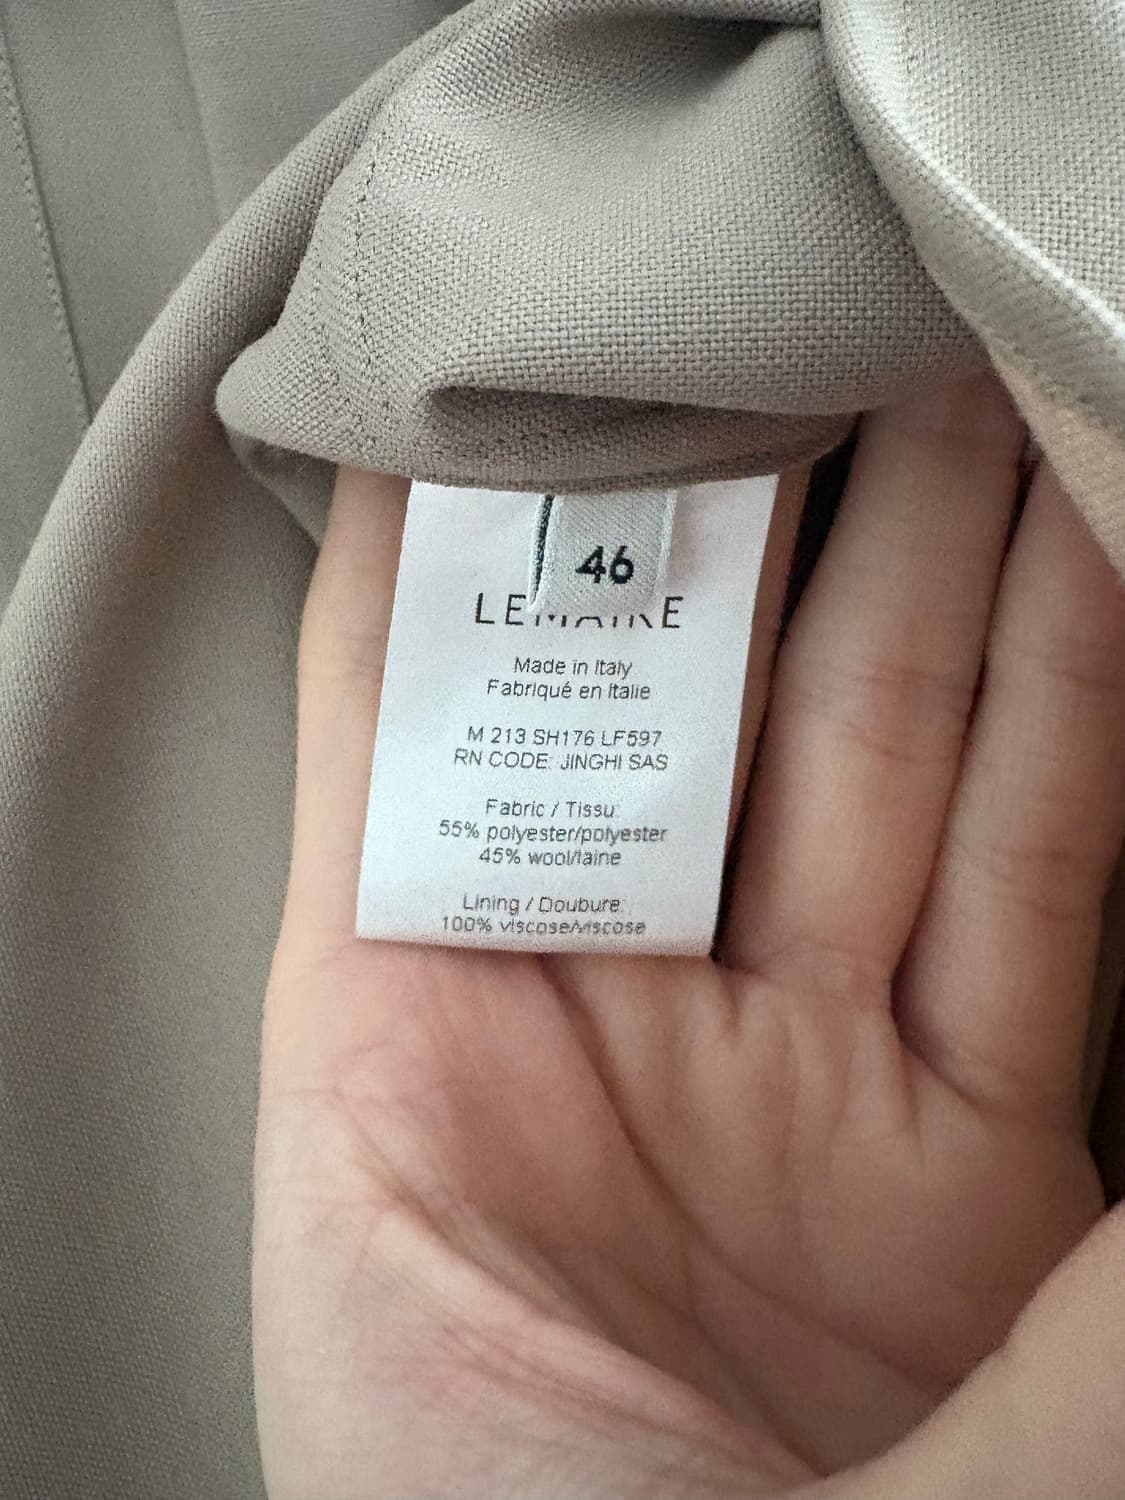 46
LEMAIRE
Made in Italy
Fabriqué en Italie
M 213 SH176 LF597
RN CODE: JINGHI SAS
Fabric / Tissu:
55% polyester/polyester
45% wool/laine
Lining / Doubure:
100% viscose/viscose